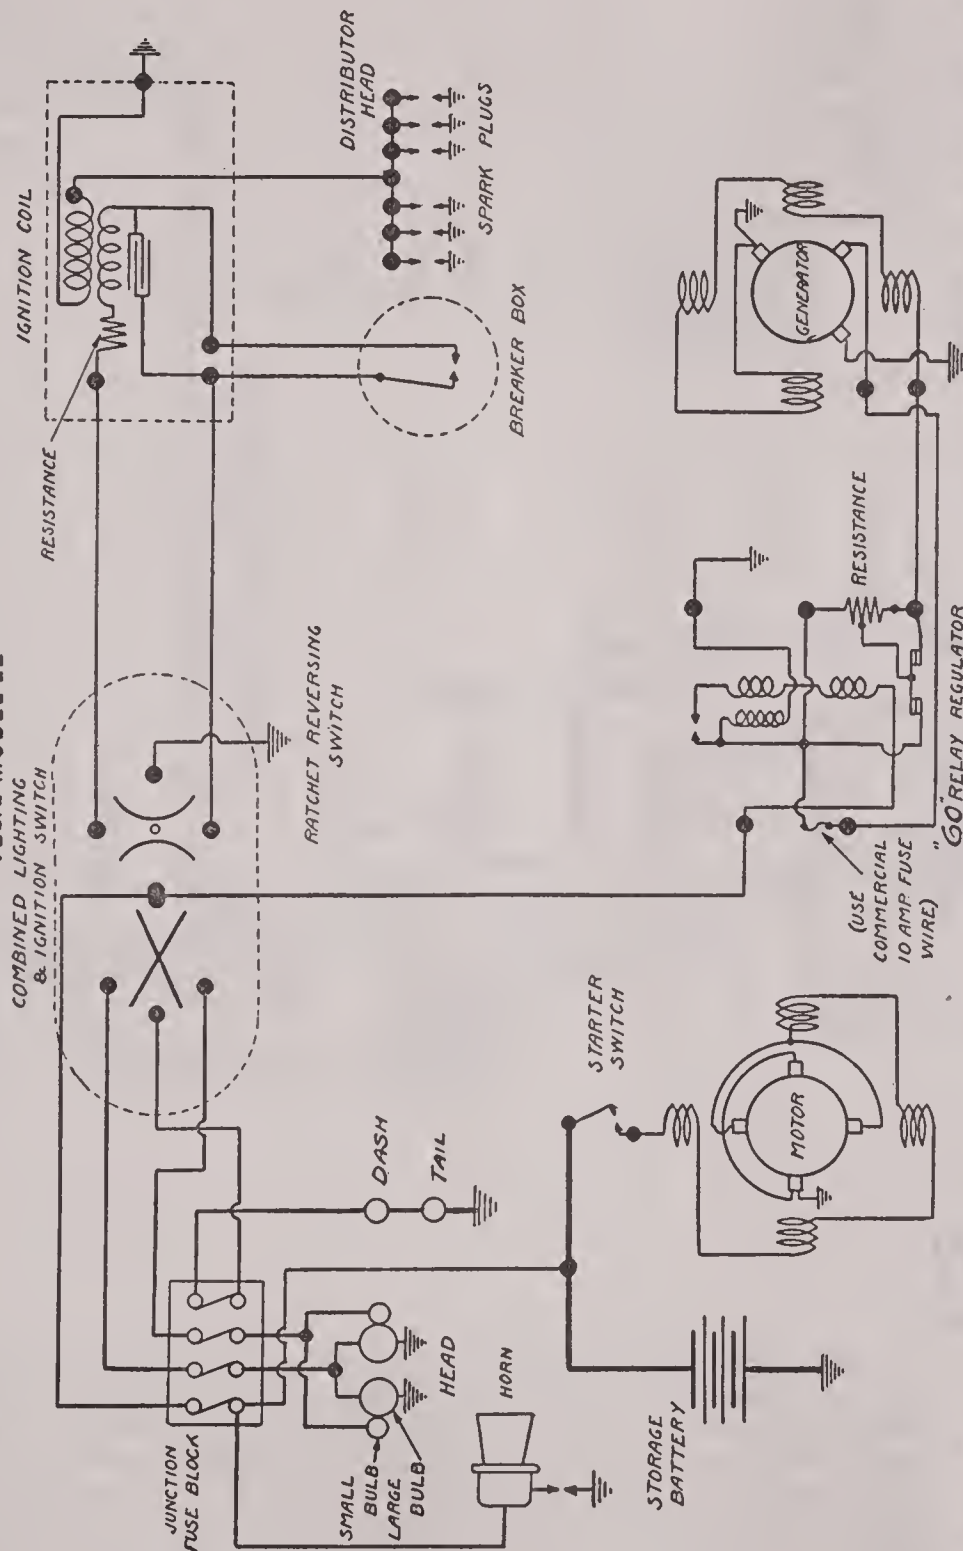 COMBINED LIGHTING
& IGNITION SWITCH
IGNITION COIL
RESISTANCE
JUNCTION
FUSE BLOCK
RATCHET REVERSING
SWITCH
DISTRIBUTOR
HEAD
SPARK PLUGS
BREAKER BOX
DASH
TAIL
SMALL
BULB
LARGE
BULB
HEAD
HORN
STARTER
SWITCH
STORAGE
BATTERY
MOTOR
(USE
COMMERCIAL
10 AMP. FUSE
WIRE)
RESISTANCE
"GO" RELAY REGULATOR
GENERATOR